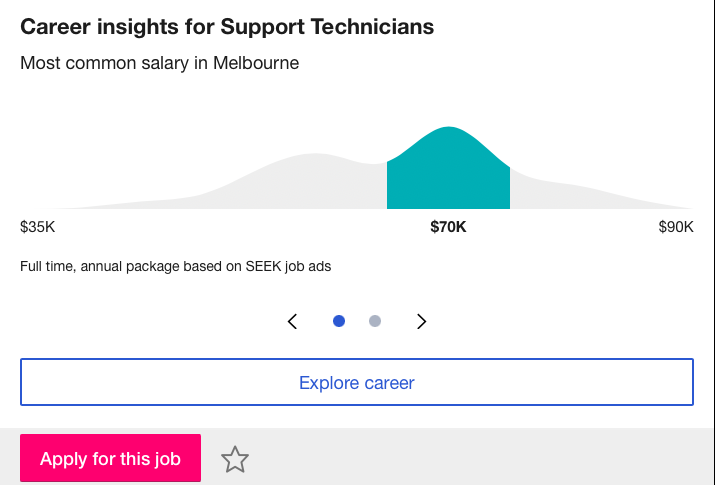 Career insights for Support Technicians
Most common salary in Melbourne
$35K
$70K
$90K
Full time, annual package based on SEEK job ads
Explore career
Apply for this job